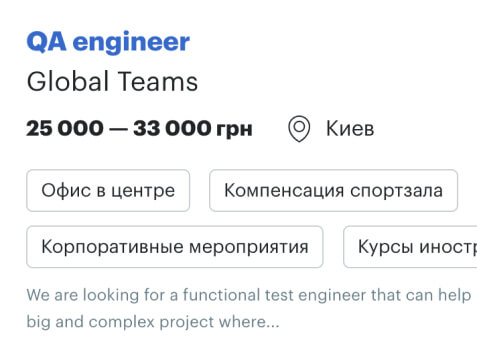 QA engineer
Global Teams
25 000 — 33 000 грн Киев
Офис в центре Компенсация спортзала
Корпоративные мероприятия Курсы иностр
We are looking for a functional test engineer that can help
big and complex project where...